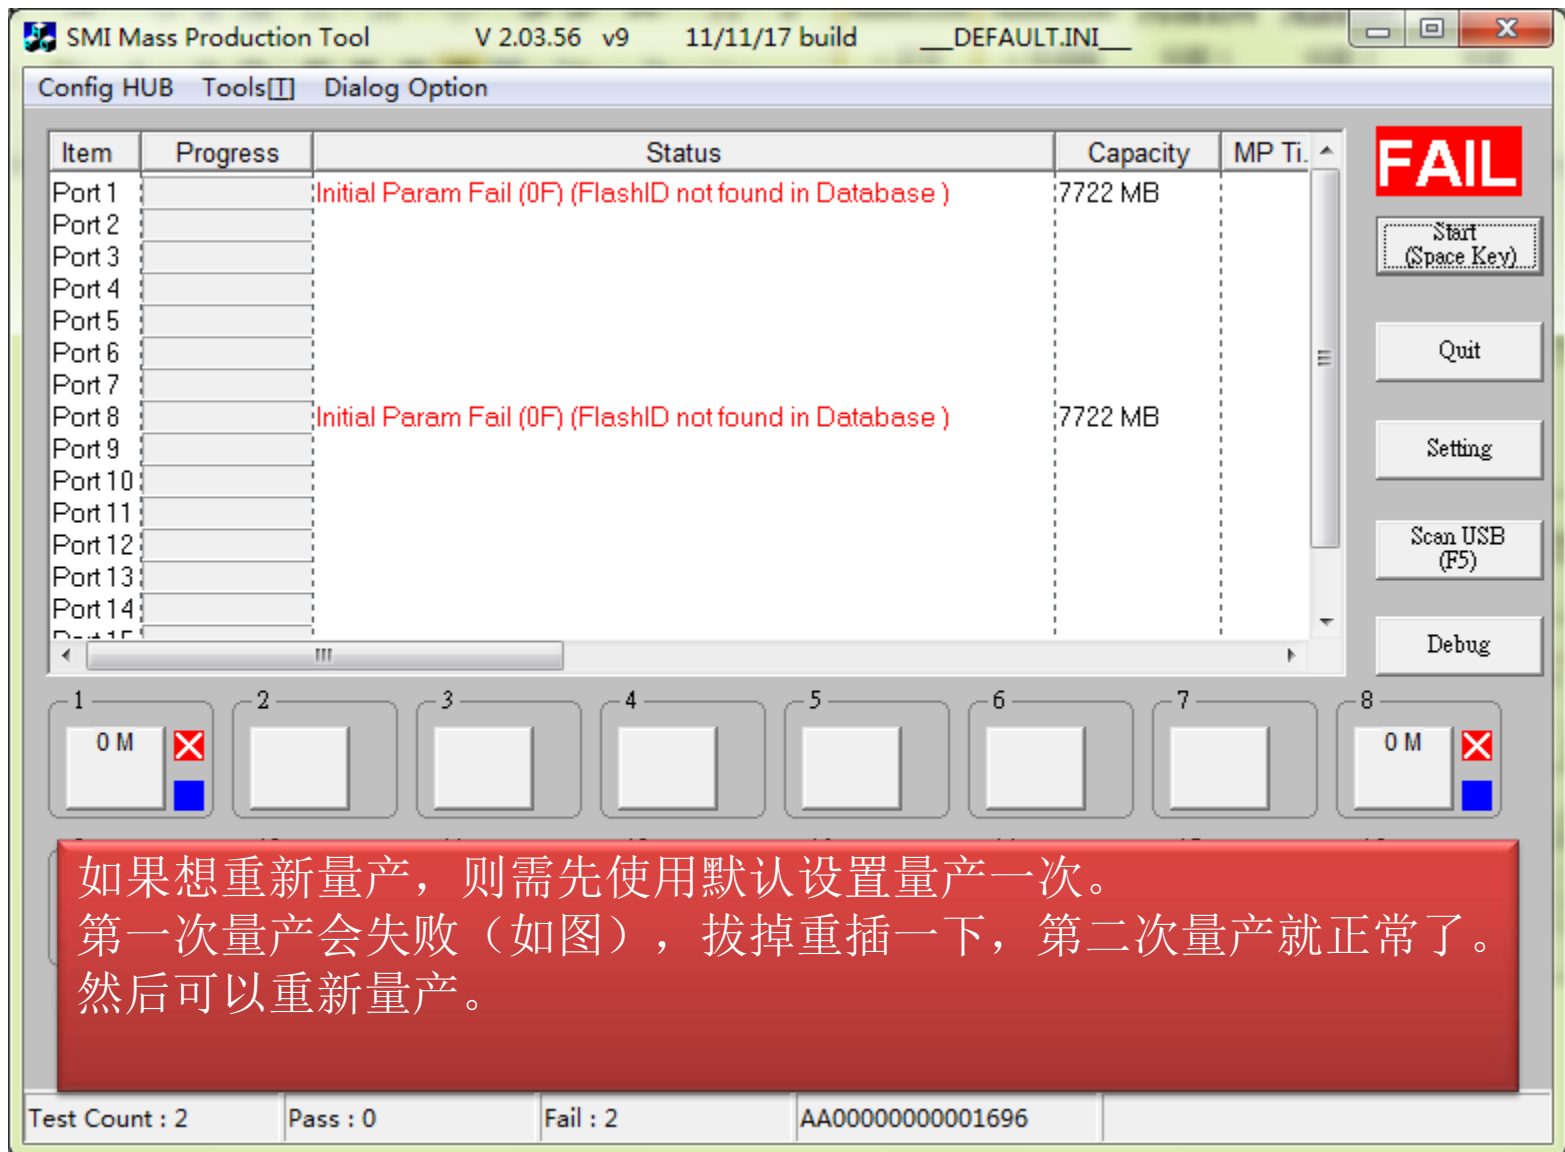 SMI Mass Production Tool V 2.03.56 v9 11/11/17 build __DEFAULT.INI__
Config HUB Tools[T] Dialog Option
Item Progress Status Capacity MP Ti.
FAIL
Port 1 Initial Param Fail (0F) (FlashID not found in Database ) 7722 MB
Port 2
Port 3
Port 4
Port 5
Port 6
Port 7
Port 8 Initial Param Fail (0F) (FlashID not found in Database ) 7722 MB
Port 9
Port 10
Port 11
Port 12
Port 13
Port 14
Start
(Space Key)
Quit
Setting
Scan USB
(F5)
Debug
1 2 3 4 5 6 7 8
0 M 0 M
如果想重新量产，则需先使用默认设置量产一次。
第一次量产会失败（如图），拔掉重插一下，第二次量产就正常了。
然后可以重新量产。
Test Count : 2 Pass : 0 Fail : 2 AA00000000001696